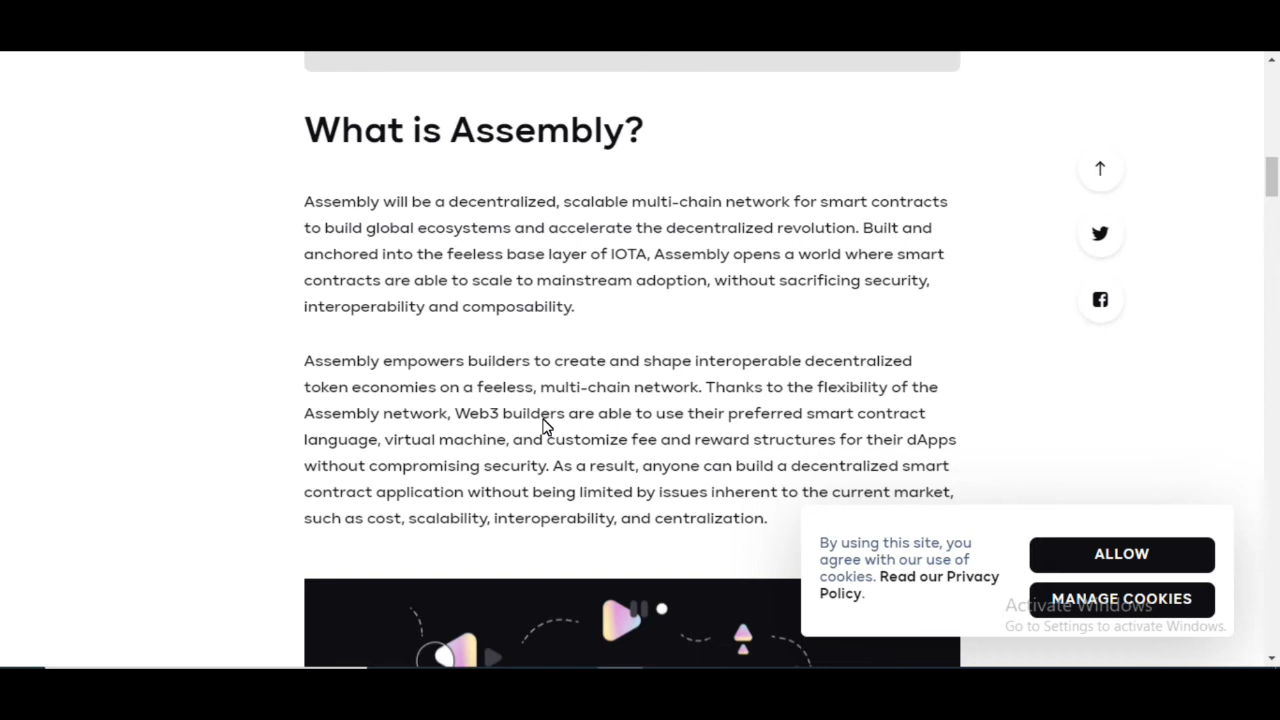 What is Assembly?
Assembly will be a decentralized, scalable multi-chain network for smart contracts
to build global ecosystems and accelerate the decentralized revolution. Built and
anchored into the feeless base layer of IOTA, Assembly opens a world where smart
contracts are able to scale to mainstream adoption, without sacrificing security,
interoperability and composability.
Assembly empowers builders to create and shape interoperable decentralized
token economies on a feeless, multi-chain network. Thanks to the flexibility of the
Assembly network, Web3 builders are able to use their preferred smart contract
language, virtual machine, and customize fee and reward structures for their dApps
without compromising security. As a result, anyone can build a decentralized smart
contract application without being limited by issues inherent to the current market,
such as cost, scalability, interoperability, and centralization.
By using this site, you
agree with our use of
cookies. Read our Privacy
Policy.
ALLOW
MANAGE COOKIES
Activate Windows
Go to Settings to activate Windows.